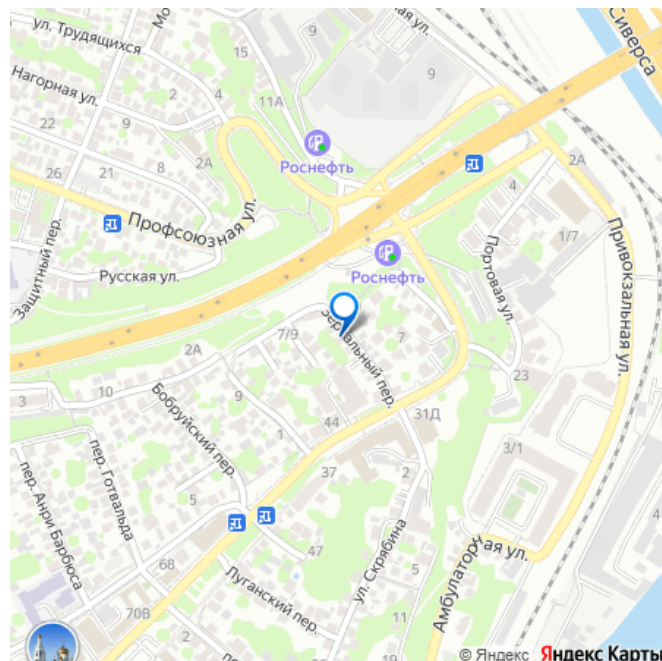 ул. Трудящихся
9
15
Нагорная ул.
2
4
11А
9
Сиверса
22
9
8
2А
Роснефть
26
21
2А
4
Профсоюзная ул.
1/7
Привокзальная ул.
Защитный пер.
Русская ул.
Роснефть
Портовая ул.
7/9
7
2А
23
10
9
3
Бобруйский пер.
44
31Д
1
3/1
пер. Готвальда
37
2
пер. Анри Барбюса
5
47
ул. Скрябина
Амбулаторная ул.
4
68
Луганский пер.
11
70В
5
2
© Яндекс Яндекс Карты